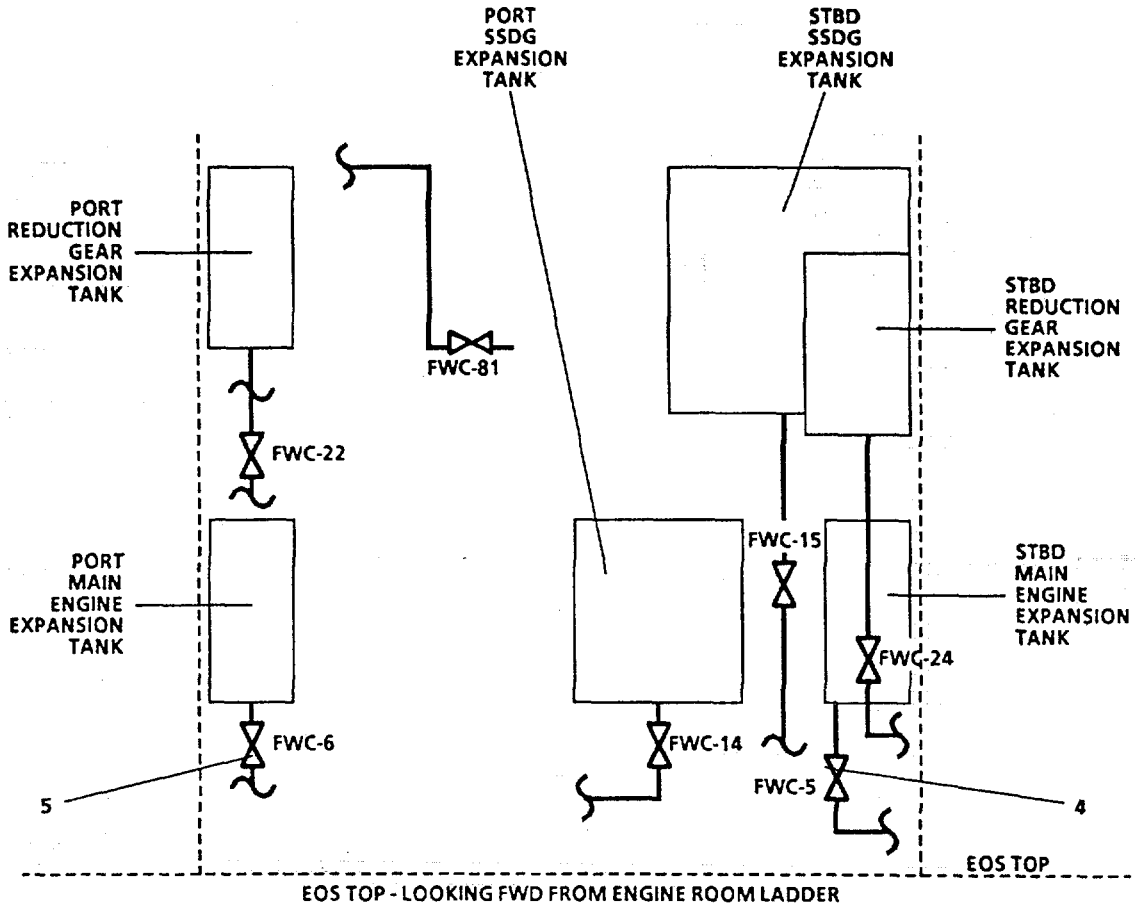 PORT
SSDG
EXPANSION
TANK
STBD
SSDG
EXPANSION
TANK
PORT
REDUCTION
GEAR
EXPANSION
TANK
STBD
REDUCTION
GEAR
EXPANSION
TANK
FWC-81
FWC-22
PORT
MAIN
ENGINE
EXPANSION
TANK
FWC-15
STBD
MAIN
ENGINE
EXPANSION
TANK
FWC-24
FWC-6
FWC-14
FWC-5
5
4
EOS TOP
EOS TOP - LOOKING FWD FROM ENGINE ROOM LADDER